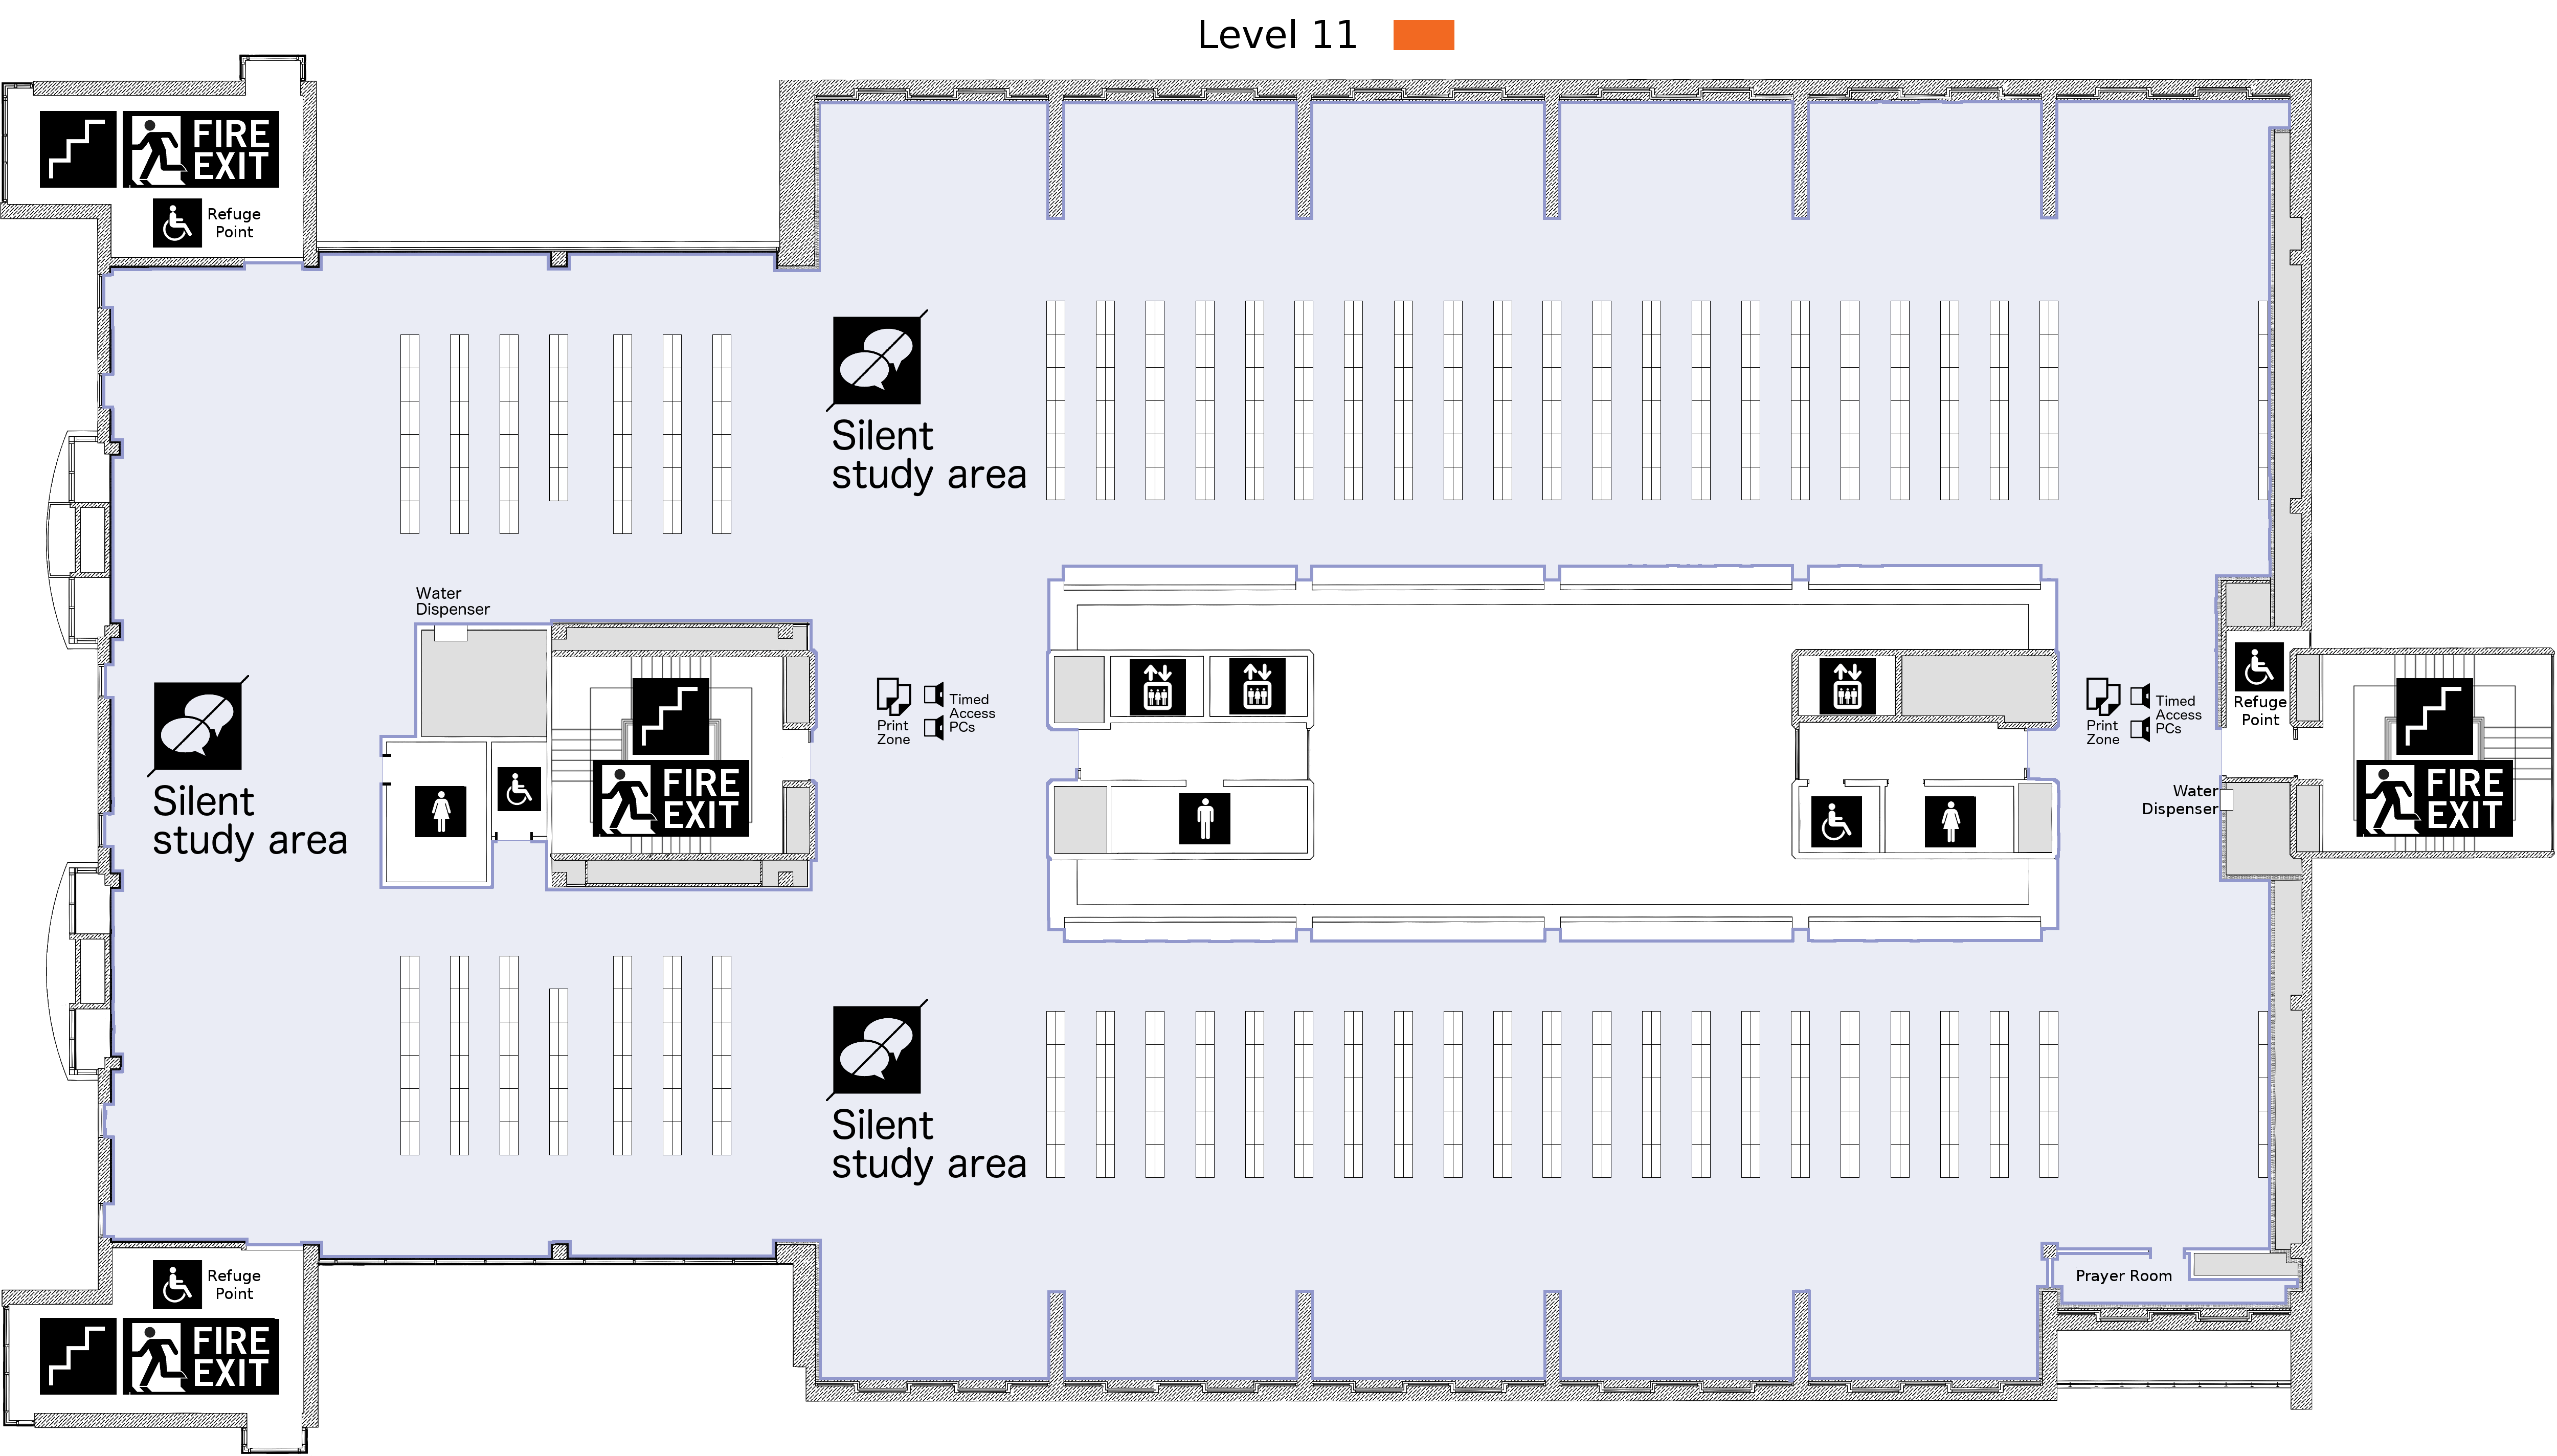 Level 11
FIRE
EXIT
Refuge
Point
Silent
study area
Water
Dispenser
Silent
study area
FIRE
EXIT
Print
Zone
Timed
Access
PCs
Print
Zone
Timed
Access
PCs
Refuge
Point
Water
Dispenser
FIRE
EXIT
Silent
study area
Refuge
Point
FIRE
EXIT
Prayer Room